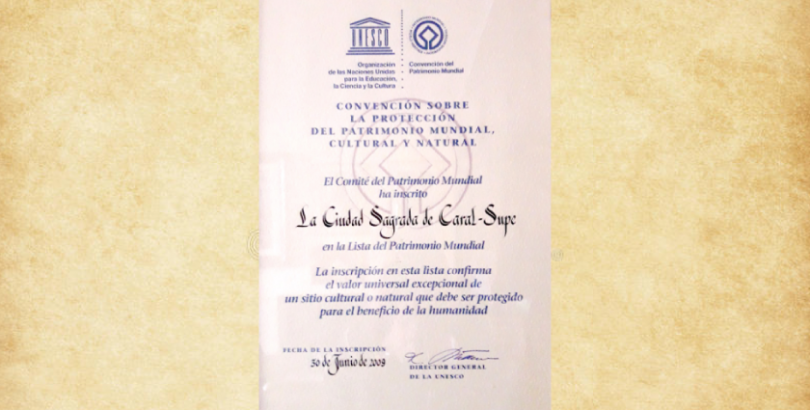 UNESCO
Organización
de las Naciones Unidas
para la Educación,
la Ciencia y la Cultura
Convención del
Patrimonio Mundial
CONVENCIÓN SOBRE
LA PROTECCIÓN
DEL PATRIMONIO MUNDIAL,
CULTURAL Y NATURAL
El Comité del Patrimonio Mundial
ha inscrito
La Ciudad Sagrada de Caral-Supe
en la Lista del Patrimonio Mundial
La inscripción en esta lista confirma
el valor universal excepcional de
un sitio cultural o natural que debe ser protegido
para el beneficio de la humanidad
FECHA DE LA INSCRIPCIÓN
30 de Junio de 2009
DIRECTOR GENERAL
DE LA UNESCO